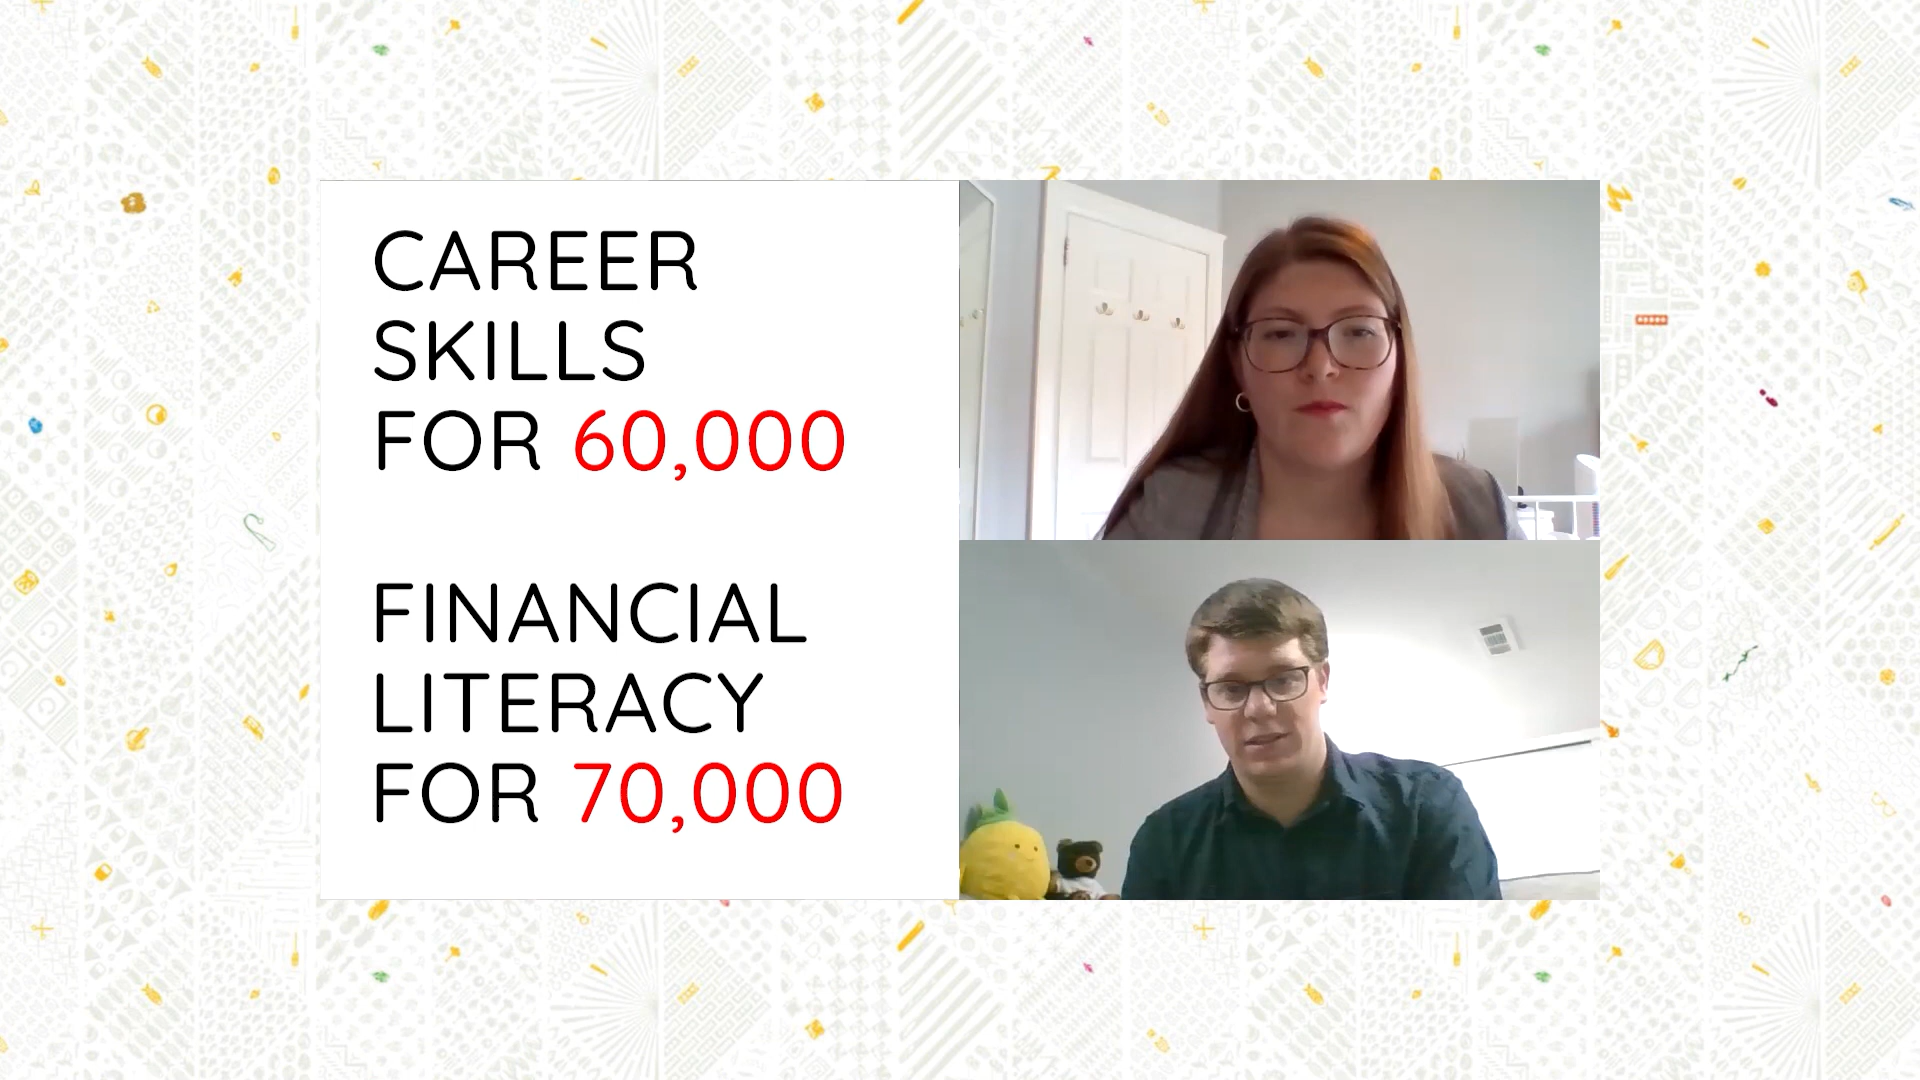 CAREER
SKILLS
FOR 60,000
FINANCIAL
LITERACY
FOR 70,000